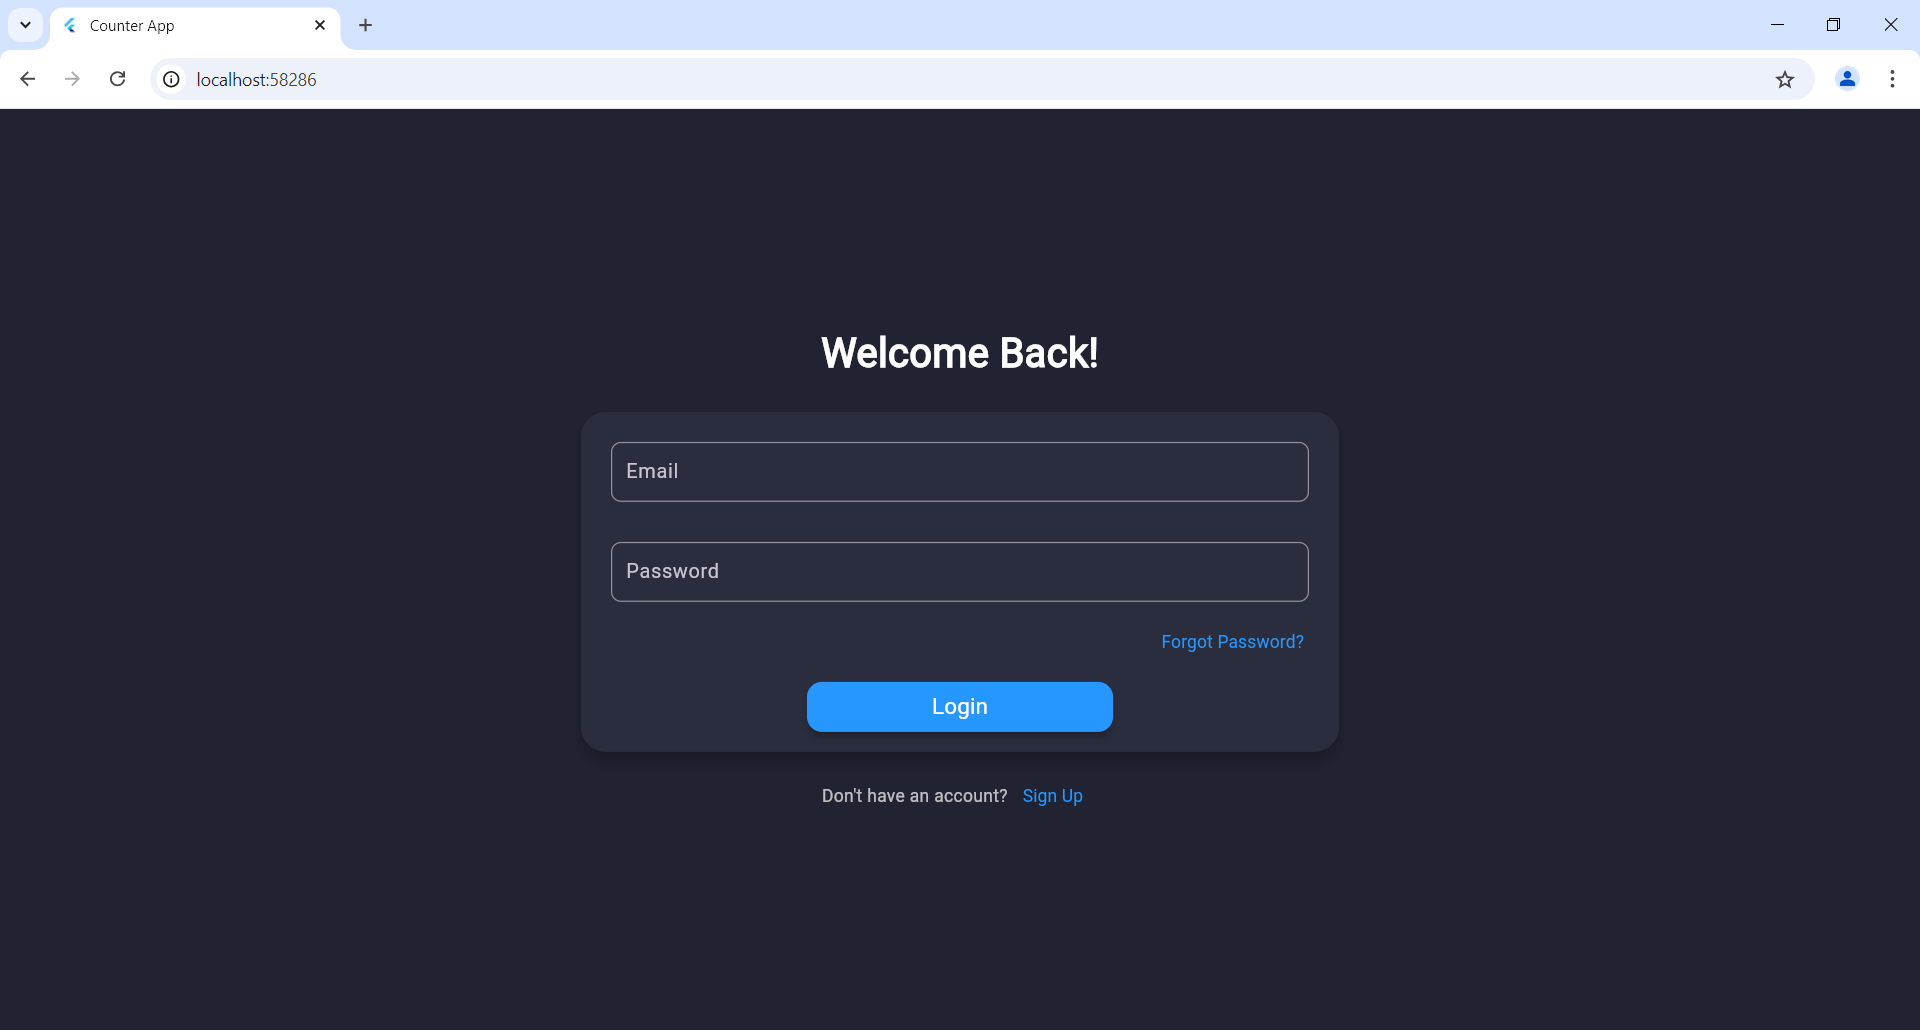 Counter App
localhost:58286
Welcome Back!
Email
Password
Forgot Password?
Login
Don't have an account? Sign Up